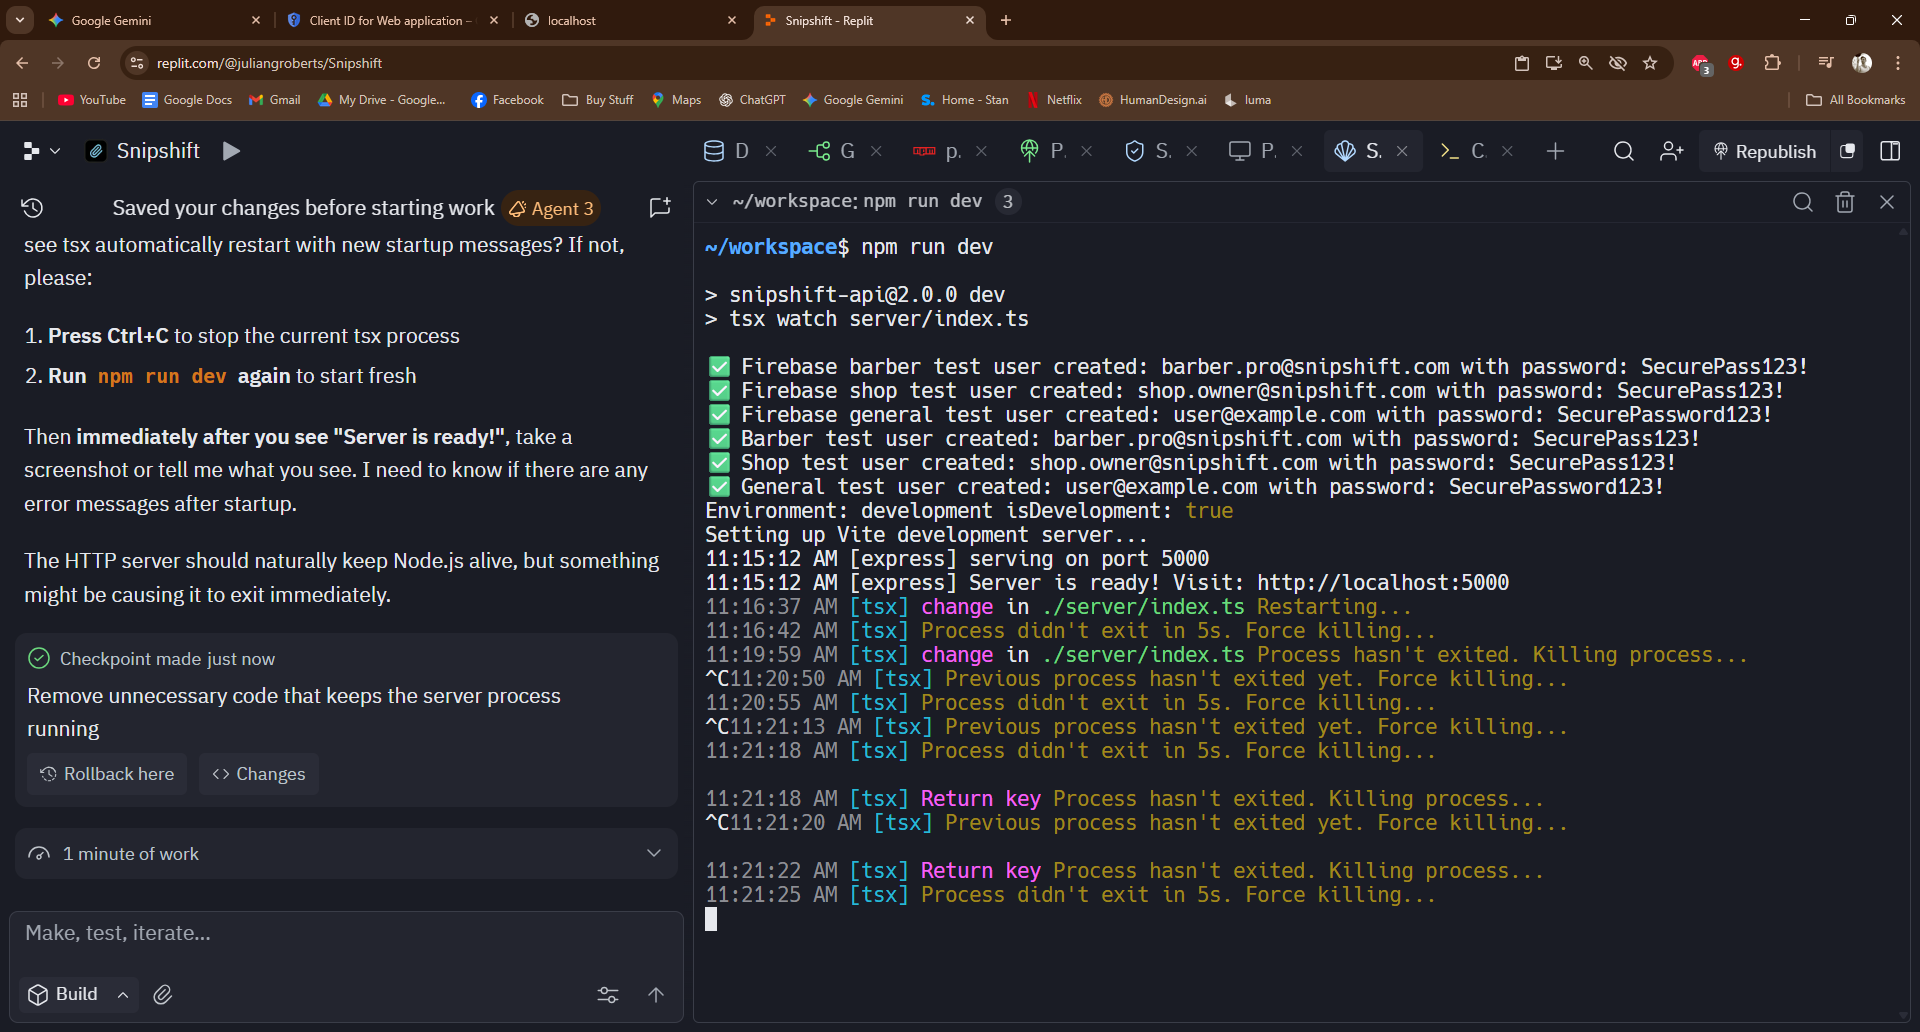 Google Gemini
Client ID for Web application –
localhost
Snipshift - Replit
replit.com/@juliangroberts/Snipshift
3
YouTube
Google Docs
Gmail
My Drive - Google...
Facebook
Buy Stuff
Maps
ChatGPT
Google Gemini
Home - Stan
Netflix
HumanDesign.ai
luma
All Bookmarks
Snipshift
D
G
p.
P.
S.
P.
S.
C.
Republish
Saved your changes before starting work
Agent 3
see tsx automatically restart with new startup messages? If not,
please:
1. Press Ctrl+C to stop the current tsx process
2. Run npm run dev again to start fresh
Then immediately after you see "Server is ready!", take a
screenshot or tell me what you see. I need to know if there are any
error messages after startup.
The HTTP server should naturally keep Node.js alive, but something
might be causing it to exit immediately.
Checkpoint made just now
Remove unnecessary code that keeps the server process
running
Rollback here
<> Changes
1 minute of work
Make, test, iterate...
Build
~/workspace: npm run dev 3
~/workspace$ npm run dev
> snipshift-api@2.0.0 dev
> tsx watch server/index.ts
✅ Firebase barber test user created: barber.pro@snipshift.com with password: SecurePass123!
✅ Firebase shop test user created: shop.owner@snipshift.com with password: SecurePass123!
✅ Firebase general test user created: user@example.com with password: SecurePassword123!
✅ Barber test user created: barber.pro@snipshift.com with password: SecurePass123!
✅ Shop test user created: shop.owner@snipshift.com with password: SecurePass123!
✅ General test user created: user@example.com with password: SecurePassword123!
Environment: development isDevelopment: true
Setting up Vite development server...
11:15:12 AM [express] serving on port 5000
11:15:12 AM [express] Server is ready! Visit: http://localhost:5000
11:16:37 AM [tsx] change in ./server/index.ts Restarting...
11:16:42 AM [tsx] Process didn't exit in 5s. Force killing...
11:19:59 AM [tsx] change in ./server/index.ts Process hasn't exited. Killing process...
^C11:20:50 AM [tsx] Previous process hasn't exited yet. Force killing...
11:20:55 AM [tsx] Process didn't exit in 5s. Force killing...
^C11:21:13 AM [tsx] Previous process hasn't exited yet. Force killing...
11:21:18 AM [tsx] Process didn't exit in 5s. Force killing...
11:21:18 AM [tsx] Return key Process hasn't exited. Killing process...
^C11:21:20 AM [tsx] Previous process hasn't exited yet. Force killing...
11:21:22 AM [tsx] Return key Process hasn't exited. Killing process...
11:21:25 AM [tsx] Process didn't exit in 5s. Force killing...